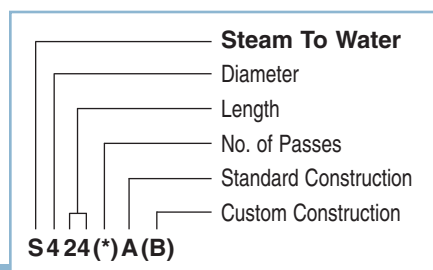 Steam To Water
Diameter
Length
No. of Passes
Standard Construction
Custom Construction
S 4 24 (*) A (B)